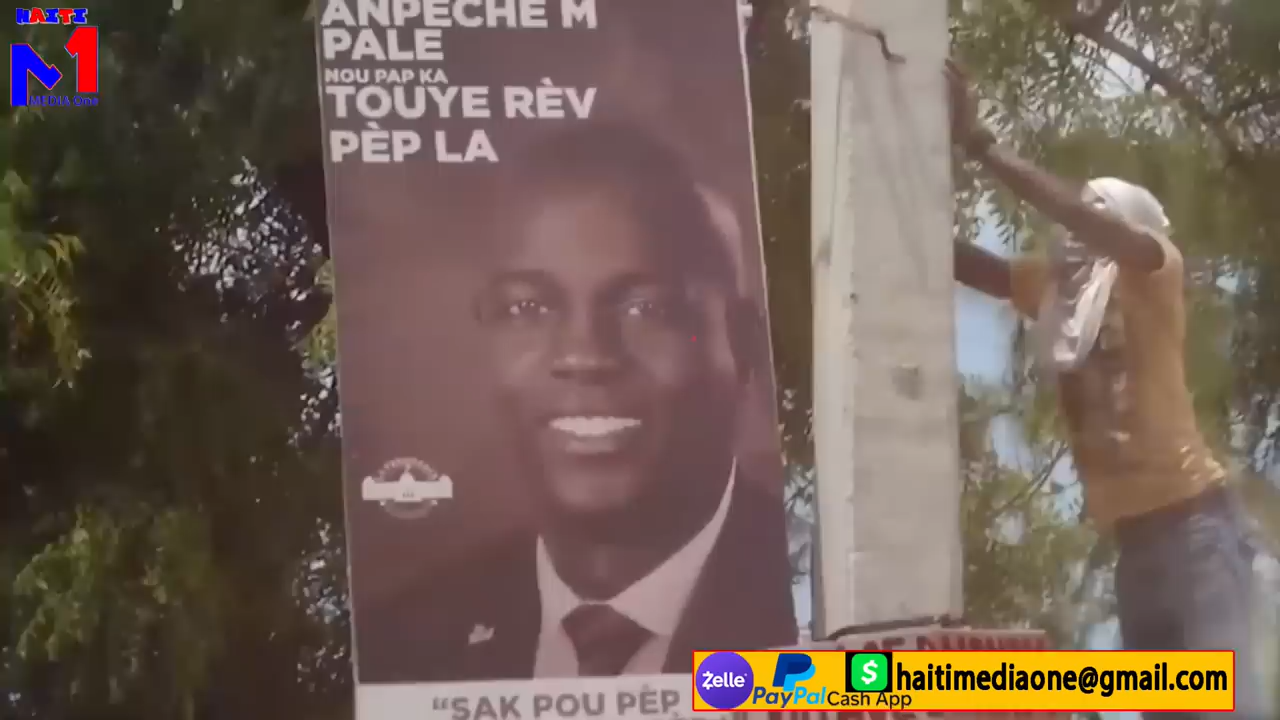 HAITI
M1
MEDIA One
ANPECHE M
PALE
NOU PAP KA
TOUYE RÈV
PÈP LA
“SAK POU PÈP
Zelle
PayPal
$
Cash App
haitimediaone@gmail.com